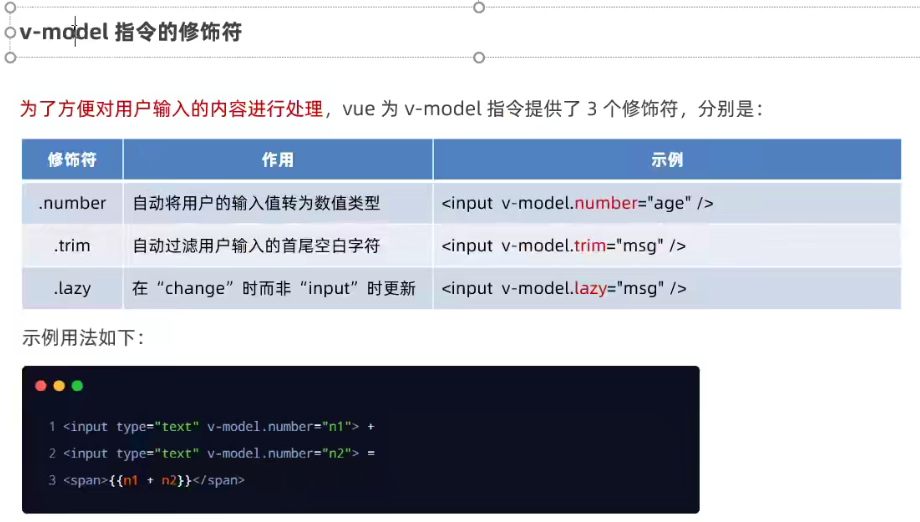 v-model 指令的修饰符
为了方便对用户输入的内容进行处理，vue 为 v-model 指令提供了 3 个修饰符，分别是：
修饰符 作用 示例
.number 自动将用户的输入值转为数值类型 <input v-model.number="age" />
.trim 自动过滤用户输入的首尾空白字符 <input v-model.trim="msg" />
.lazy 在“change”时而非“input”时更新 <input v-model.lazy="msg" />
示例用法如下：
1 <input type="text" v-model.number="n1"> +
2 <input type="text" v-model.number="n2"> =
3 <span>{{n1 + n2}}</span>